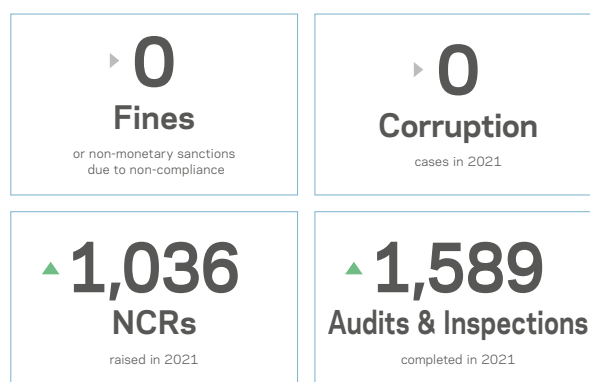 0
Fines
or non-monetary sanctions
due to non-compliance
0
Corruption
cases in 2021
1,036
NCRs
raised in 2021
1,589
Audits & Inspections
completed in 2021